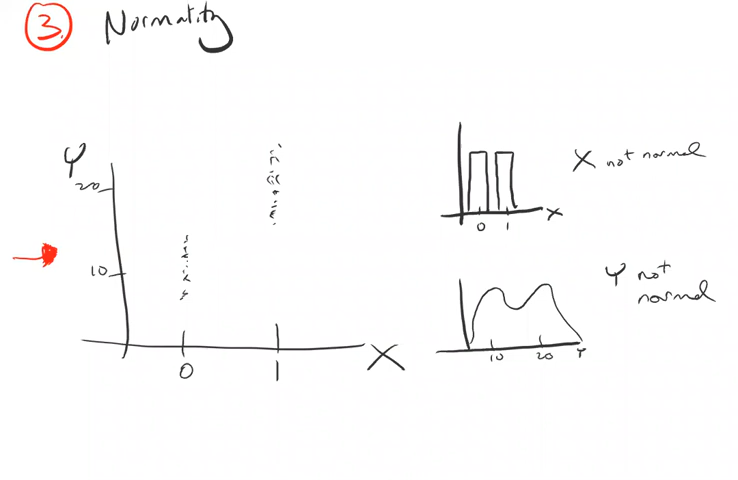 3. Normality
Y
20
10
0
1
X
0
1
X
X not normal
10
20
Y
Y not
normal